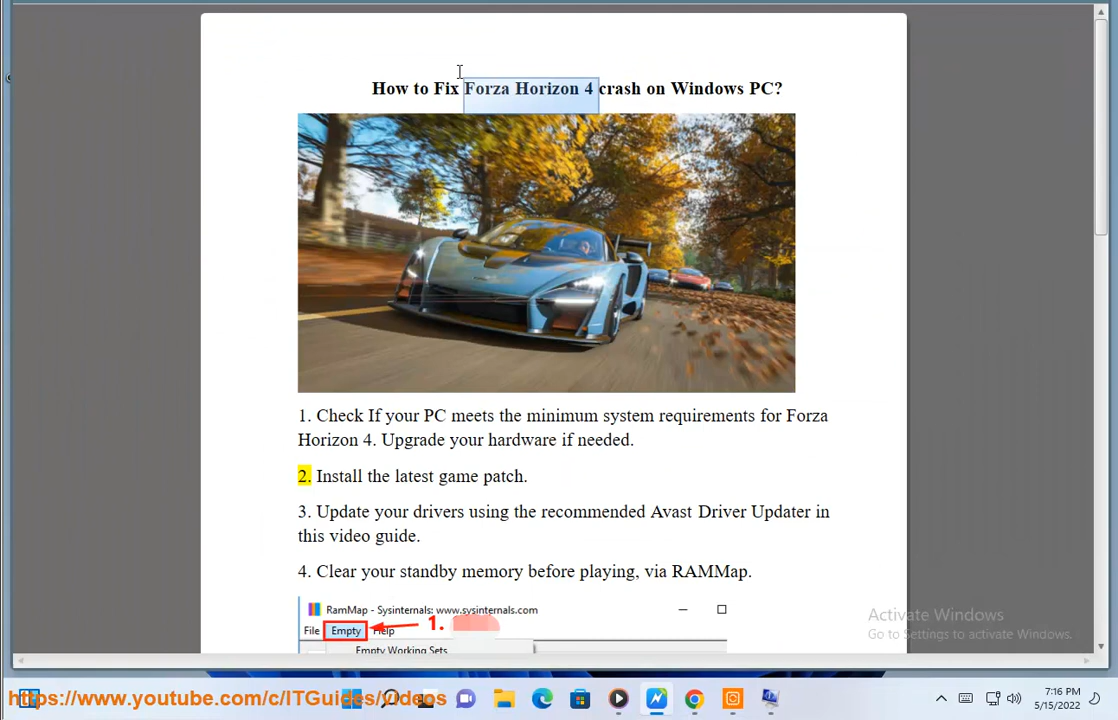 How to Fix Forza Horizon 4 crash on Windows PC?
1. Check If your PC meets the minimum system requirements for Forza
Horizon 4. Upgrade your hardware if needed.
2. Install the latest game patch.
3. Update your drivers using the recommended Avast Driver Updater in
this video guide.
4. Clear your standby memory before playing, via RAMMap.
RamMap - Sysinternals: www.sysinternals.com
File Empty Help
1.
Empty Working Sets
Activate Windows
Go to Settings to activate Windows.
https://www.youtube.com/c/ITGuides/videos
7:16 PM
5/15/2022